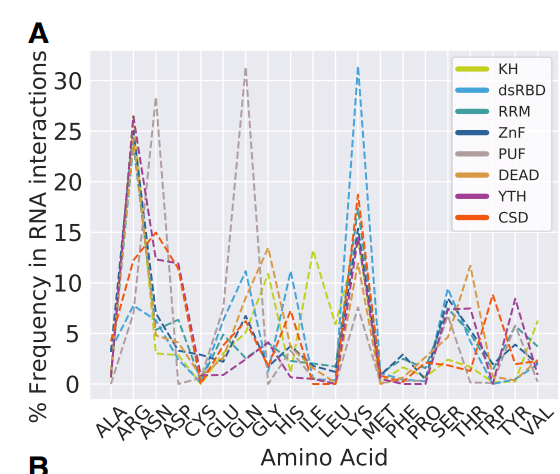 A
% Frequency in RNA interactions
30
25
20
15
10
5
0
KH
dsRBD
RRM
ZnF
PUF
DEAD
YTH
CSD
ALA
ARG
ASN
ASP
CYS
GLU
GLN
GLY
HIS
ILE
LEU
LYS
MET
PHE
PRO
SER
THR
TRP
TYR
VAL
Amino Acid
B